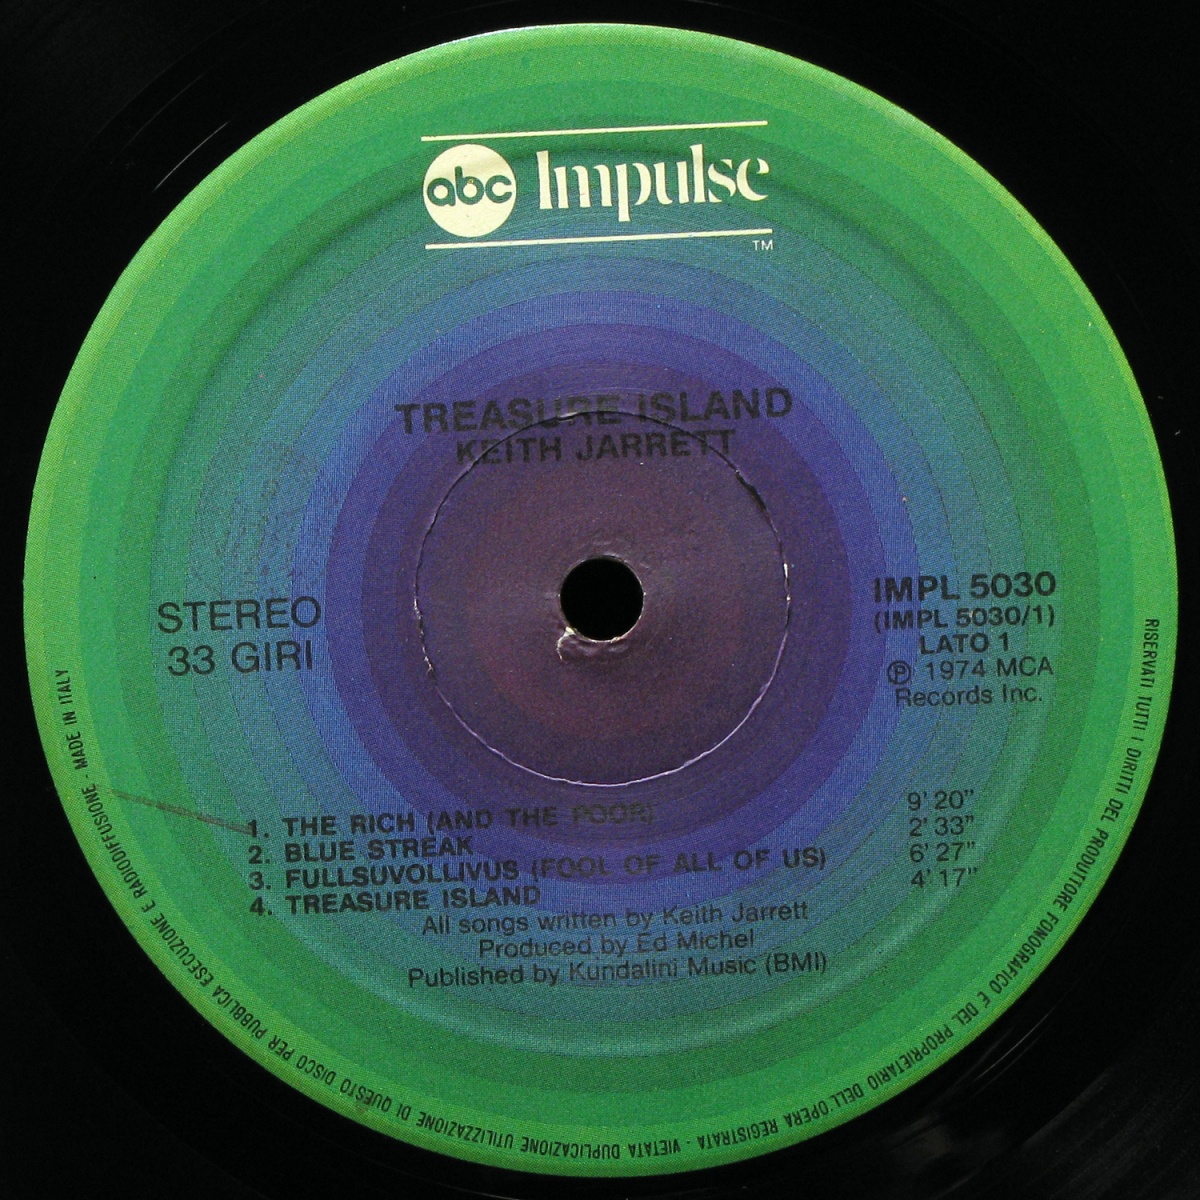 abc Impulse
TM
TREASURE ISLAND
KEITH JARRETT
STEREO
33 GIRI
IMPL 5030
(IMPL 5030/1)
LATO 1
℗ 1974 MCA
Records Inc.
1. THE RICH (AND THE POOR) 9' 20"
2. BLUE STREAK 2' 33"
3. FULLSUVOLLIVUS (FOOL OF ALL OF US) 6' 27"
4. TREASURE ISLAND 4' 17"
All songs written by Keith Jarrett
Produced by Ed Michel
Published by Kundalini Music (BMI)
RISERVATI TUTTI I DIRITTI DEL PRODUTTORE FONOGRAFICO E DEL PROPRIETARIO DELL'OPERA REGISTRATA - VIETATA DUPLICAZIONE UTILIZZAZIONE DI QUESTO DISCO PER PUBBLICA ESECUZIONE E RADIODIFFUSIONE - MADE IN ITALY